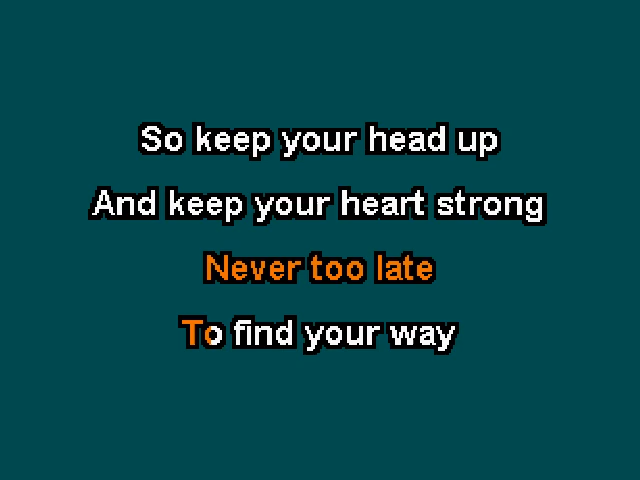 So keep your head up
And keep your heart strong
Never too late
To find your way